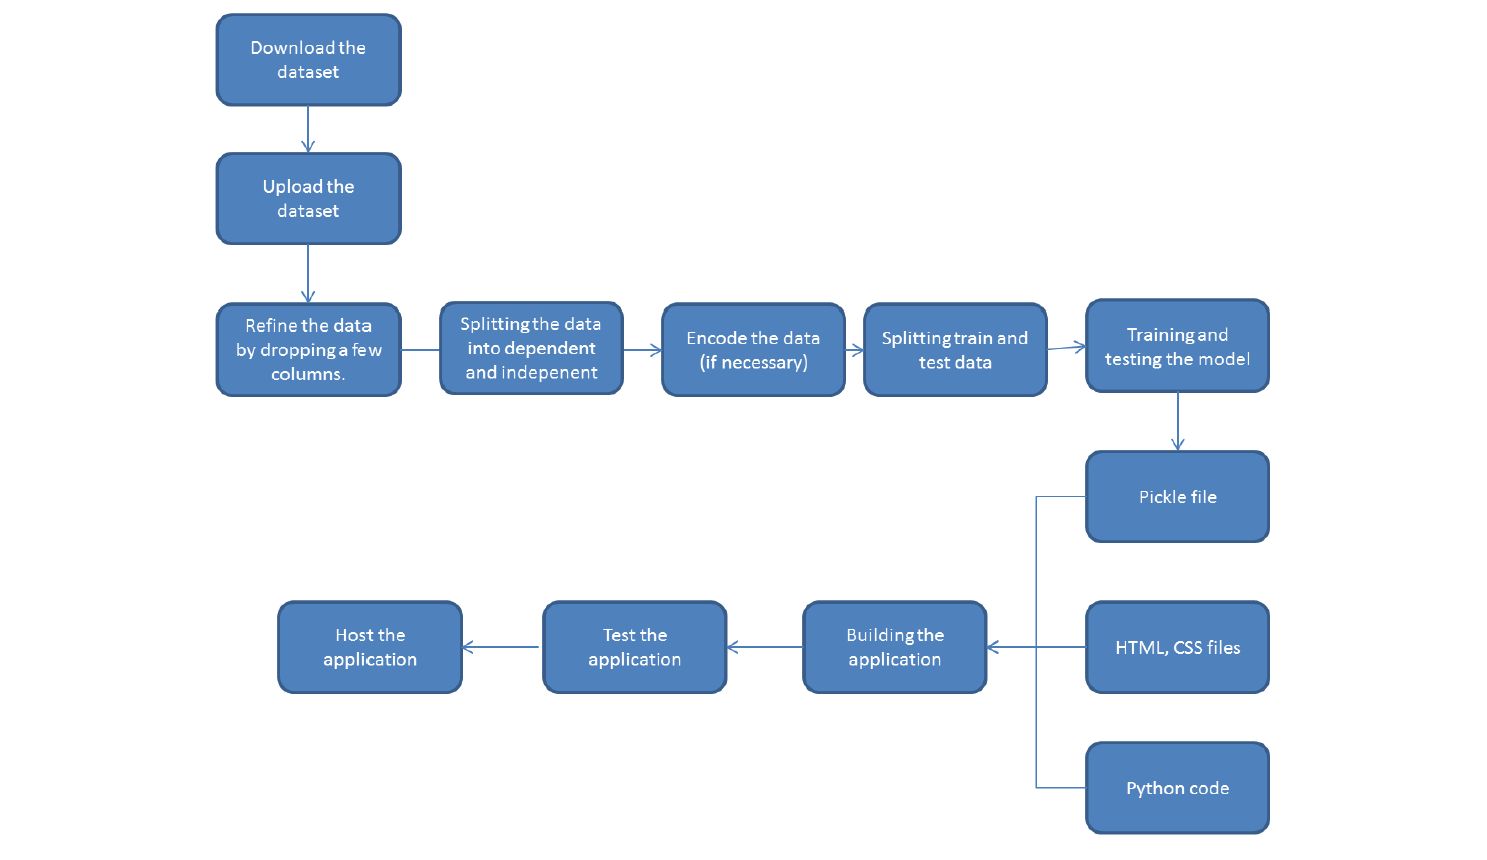 Download the
dataset
Upload the
dataset
Refine the data
by dropping a few
columns.
Splitting the data
into dependent
and indepenent
Encode the data
(if necessary)
Splitting train and
test data
Training and
testing the model
Pickle file
HTML, CSS files
Python code
Building the
application
Test the
application
Host the
application